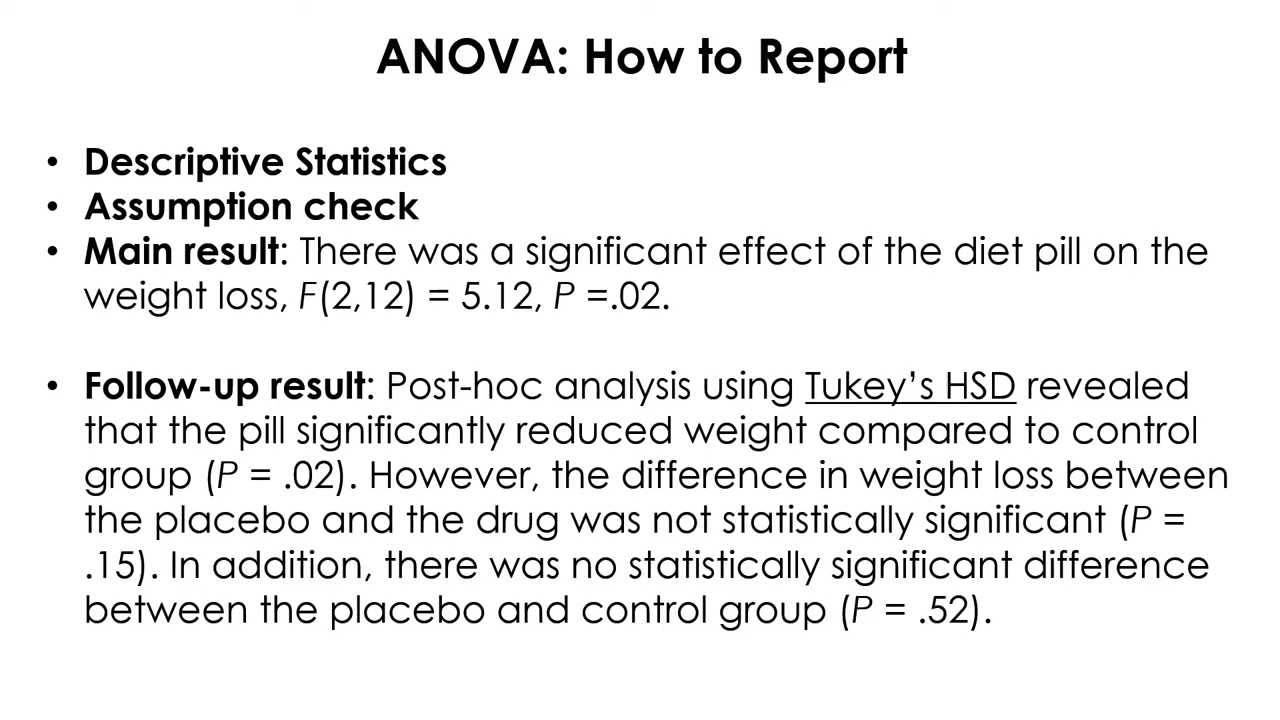 ANOVA: How to Report
• Descriptive Statistics
• Assumption check
• Main result: There was a significant effect of the diet pill on the
weight loss, F(2,12) = 5.12, P =.02.
• Follow-up result: Post-hoc analysis using Tukey’s HSD revealed
that the pill significantly reduced weight compared to control
group (P = .02). However, the difference in weight loss between
the placebo and the drug was not statistically significant (P =
.15). In addition, there was no statistically significant difference
between the placebo and control group (P = .52).